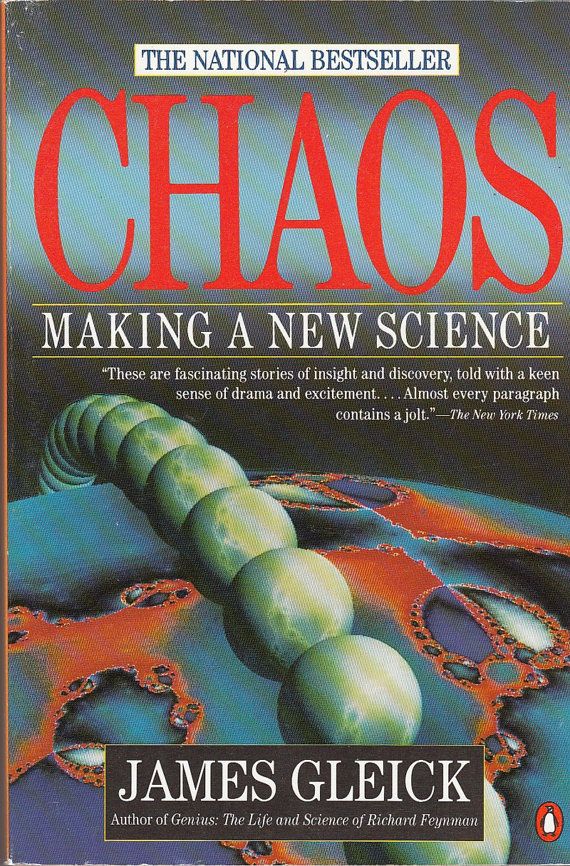 THE NATIONAL BESTSELLER
CHAOS
MAKING A NEW SCIENCE
“These are fascinating stories of insight and discovery, told with a keen
sense of drama and excitement. . . . Almost every paragraph
contains a jolt.”—The New York Times
JAMES GLEICK
Author of Genius: The Life and Science of Richard Feynman